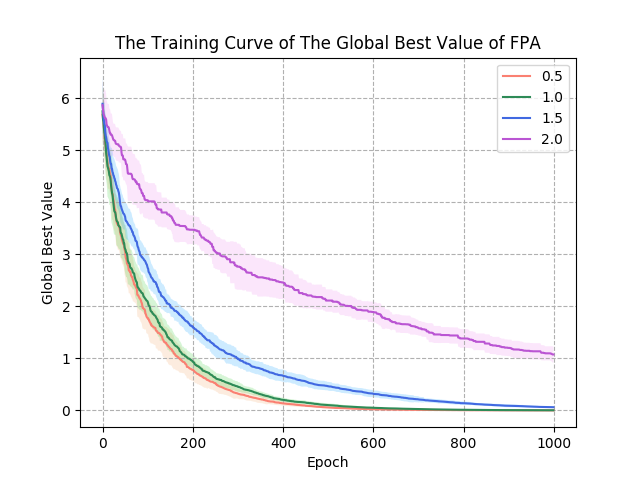 The Training Curve of The Global Best Value of FPA
0.5
1.0
1.5
2.0
Global Best Value
6
5
4
3
2
1
0
0 200 400 600 800 1000
Epoch